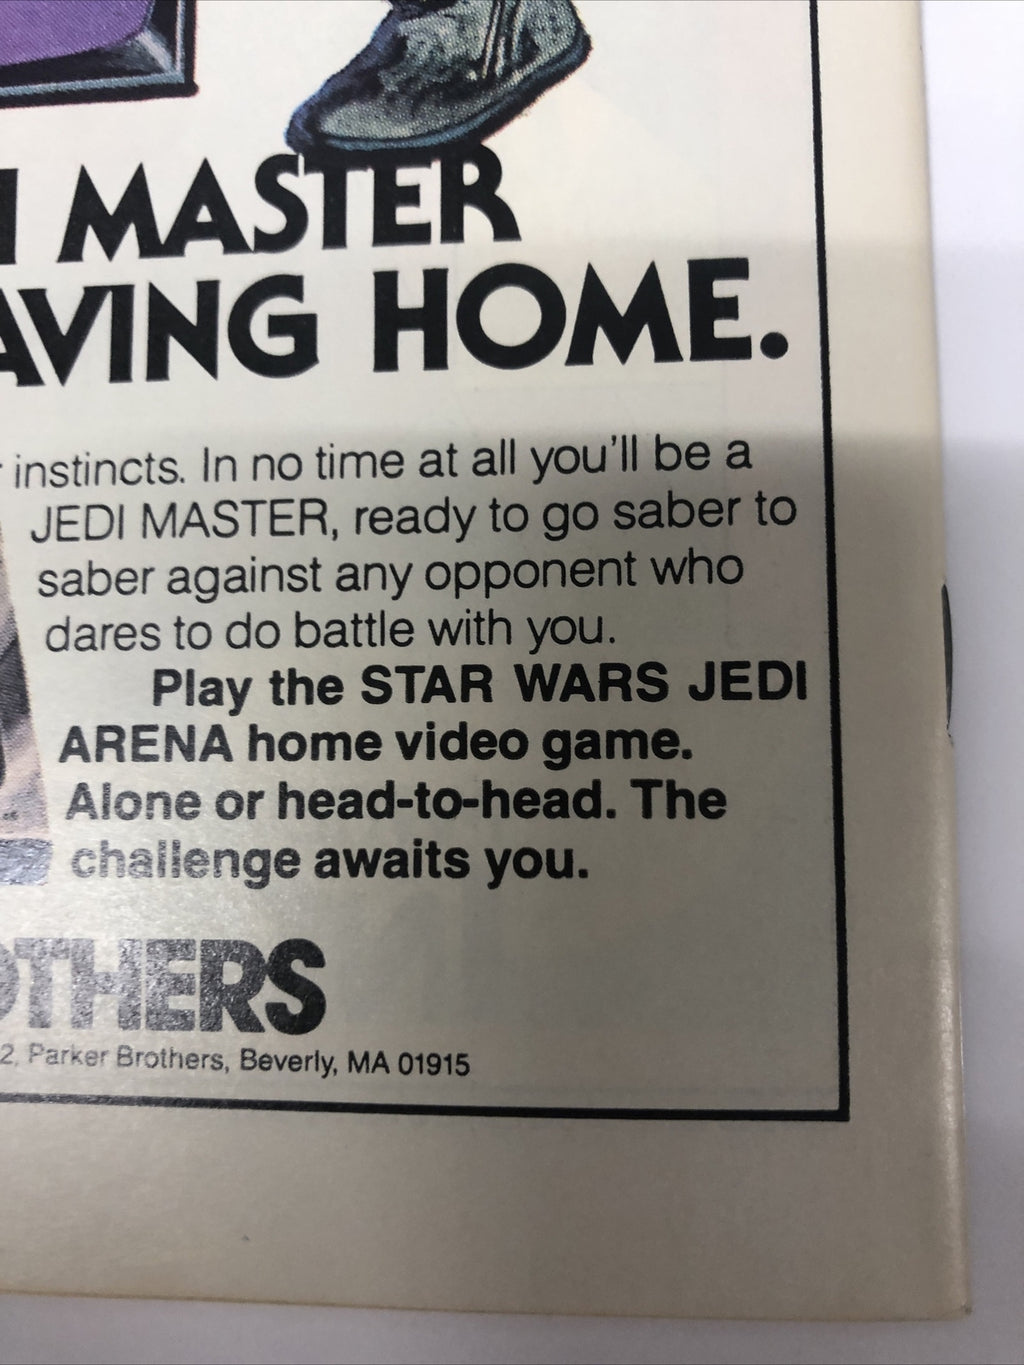 I MASTER
AVING HOME.
instincts. In no time at all you'll be a
JEDI MASTER, ready to go saber to
saber against any opponent who
dares to do battle with you.
Play the STAR WARS JEDI
ARENA home video game.
Alone or head-to-head. The
challenge awaits you.
OTHERS
2, Parker Brothers, Beverly, MA 01915